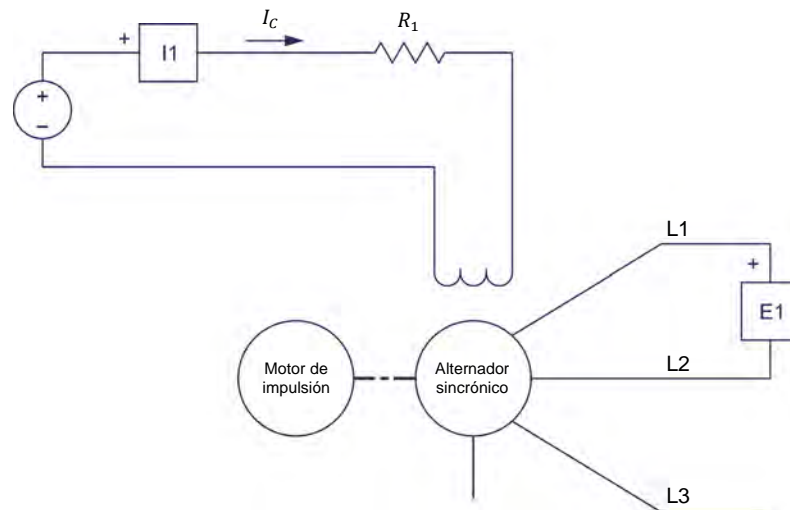 I_C
R_1
+
I1
+
−
L1
+
E1
Motor de
impulsión
Alternador
sincrónico
L2
L3